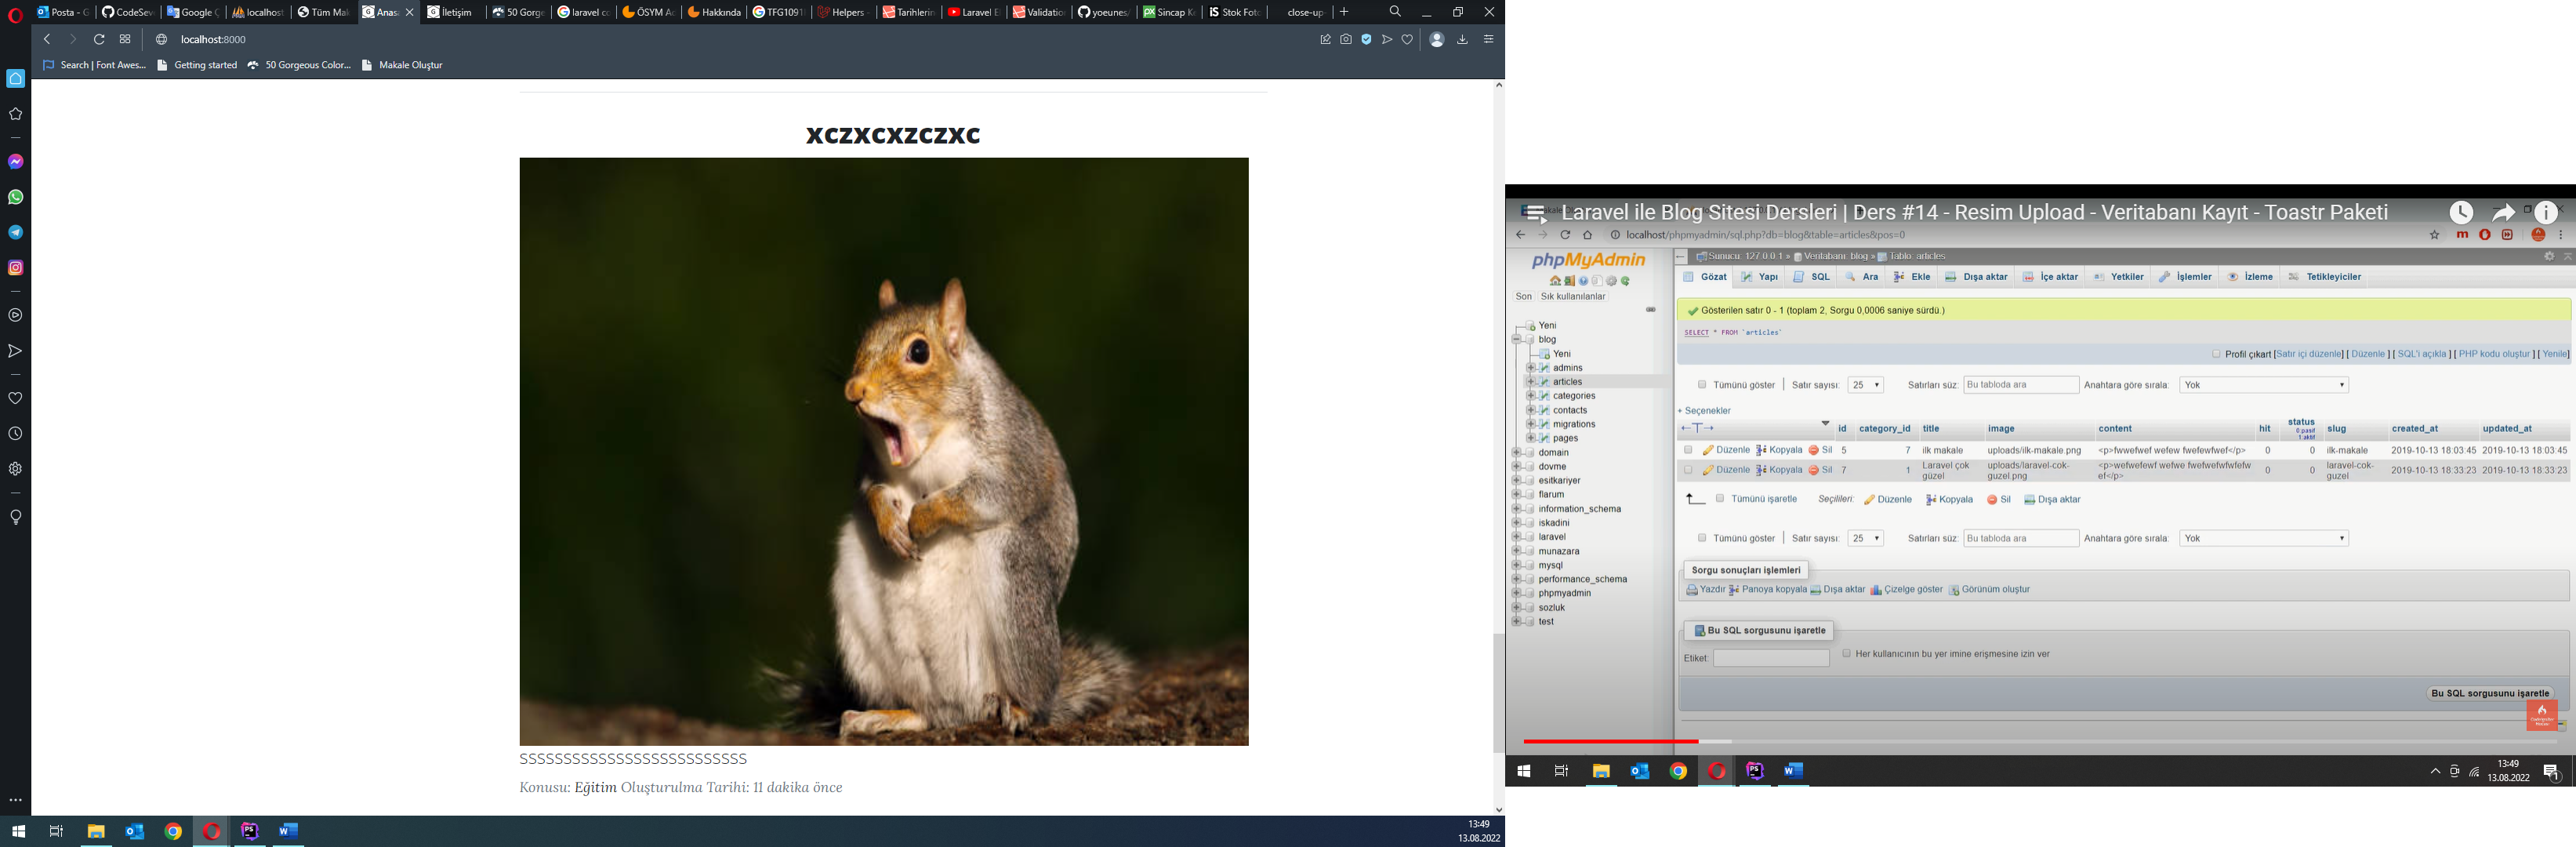 Posta - G
CodeSev
Google Ç
localhost
Tüm Mak
Anas
İletişim
50 Gorge
laravel co
ÖSYM A
Hakkında
TFG1091
Helpers -
Tarihlerin
Laravel El
Validation
yoeunes/
Sincap Ke
Stok Foto
close-up-
localhost:8000
Search | Font Awes...
Getting started
50 Gorgeous Color...
Makale Oluştur
xczxcxzczxc
Konusu: Eğitim Oluşturulma Tarihi: 11 dakika önce
13:49
13.08.2022
Laravel ile Blog Sitesi Dersleri | Ders #14 - Resim Upload - Veritabanı Kayıt - Toastr Paketi
localhost/phpmyadmin/sql.php?db=blog&table=articles&pos=0
phpMyAdmin
Son Sık kullanılanlar
Yeni
blog
Yeni
admins
articles
categories
contacts
migrations
pages
domain
dovme
esitkariyer
flarum
information_schema
iskadini
laravel
munazara
mysql
performance_schema
phpmyadmin
sozluk
test
Sunucu: 127.0.0.1 » Veritabanı: blog » Tablo: articles
Gözat Yapı SQL Ara Ekle Dışa aktar İçe aktar Yetkiler İşlemler İzleme Tetikleyiciler
Gösterilen satır 0 - 1 (toplam 2, Sorgu 0,0006 saniye sürdü.)
SELECT * FROM `articles`
Profil çıkart [Satır içi düzenle] [ Düzenle ] [ SQL'i açıkla ] [ PHP kodu oluştur ] [ Yenile]
Tümünü göster | Satır sayısı: 25 Satırları süz: Bu tabloda ara Anahtara göre sırala: Yok
+ Seçenekler
id category_id title image content hit status slug created_at updated_at
0 pasif
1 aktif
Düzenle Kopyala Sil 5 7 ilk makale uploads/ilk-makale.png <p>fwwefwef wefew fwefewfwef</p> 0 0 ilk-makale 2019-10-13 18:03:45 2019-10-13 18:03:45
Düzenle Kopyala Sil 7 1 Laravel çok güzel uploads/laravel-cok-guzel.png <p>wefwefewf wefwe fwefwefwfwfefw ef</p> 0 0 laravel-cok-guzel 2019-10-13 18:33:23 2019-10-13 18:33:23
Tümünü işaretle Seçilileri: Düzenle Kopyala Sil Dışa aktar
Tümünü göster | Satır sayısı: 25 Satırları süz: Bu tabloda ara Anahtara göre sırala: Yok
Sorgu sonuçları işlemleri
Yazdır Panoya kopyala Dışa aktar Çizelge göster Görünüm oluştur
Bu SQL sorgusunu işaretle
Etiket: Her kullanıcının bu yer imine erişmesine izin ver
Bu SQL sorgusunu işaretle
13:49
13.08.2022